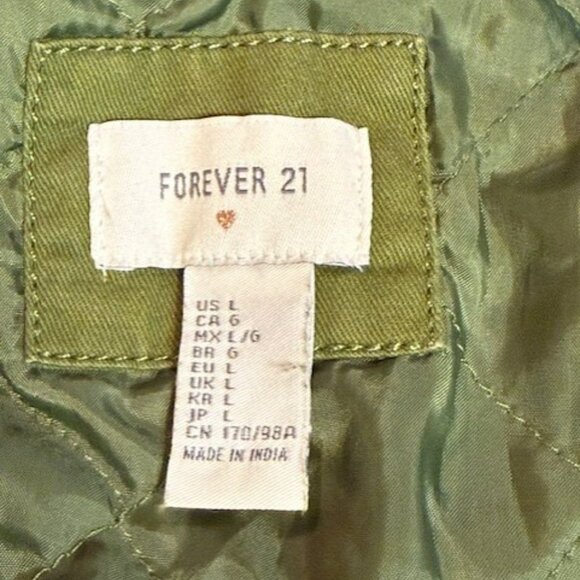 FOREVER 21
US L
CA G
MX L/G
BR G
EU L
UK L
KR L
JP L
CN 170/98A
MADE IN INDIA